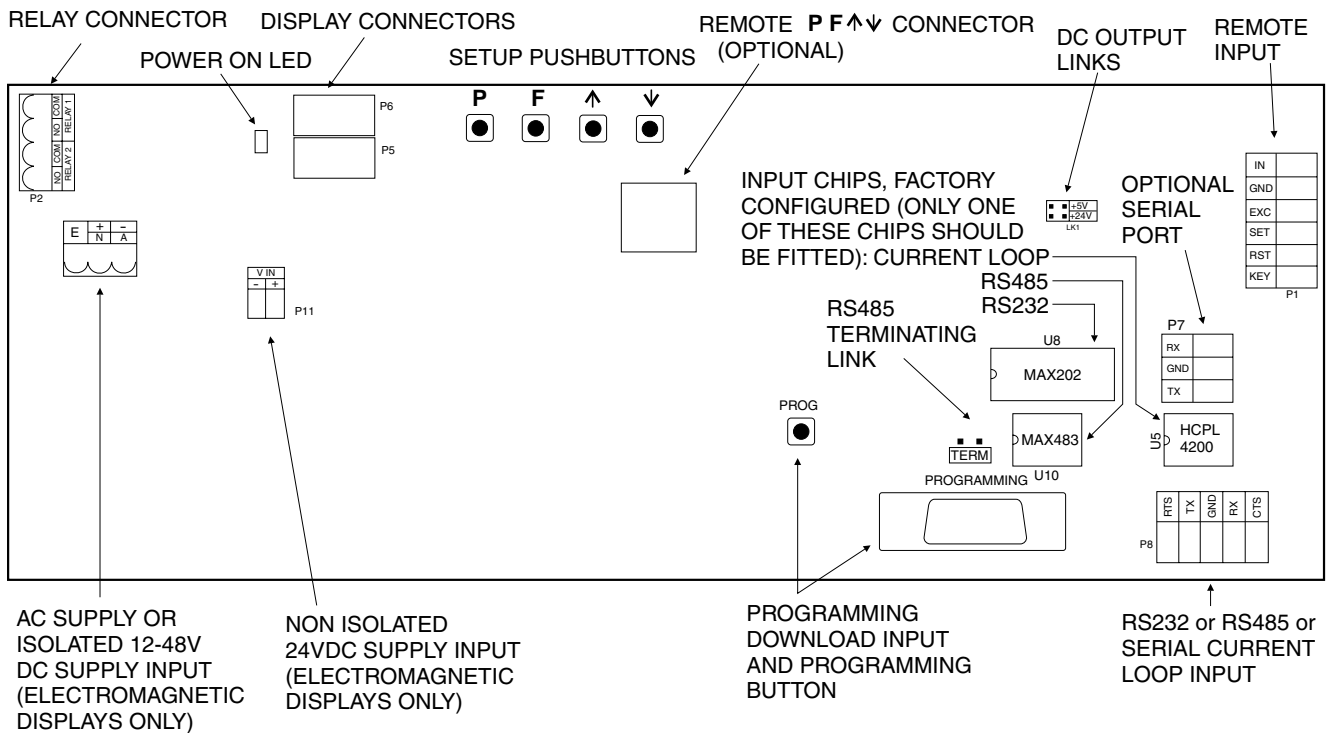 RELAY CONNECTOR
DISPLAY CONNECTORS
POWER ON LED
SETUP PUSHBUTTONS
REMOTE P F ↑ ↓ CONNECTOR
(OPTIONAL)
DC OUTPUT
LINKS
REMOTE
INPUT
NO COM NO COM
RELAY 2 RELAY 1
P2
P6
P5
P
F
↑
↓
E
+
N
-
A
V IN
- +
P11
INPUT CHIPS, FACTORY
CONFIGURED (ONLY ONE
OF THESE CHIPS SHOULD
BE FITTED): CURRENT LOOP
RS485
RS232
+5V
+24V
LK1
OPTIONAL
SERIAL
PORT
IN
GND
EXC
SET
RST
KEY
P1
RS485
TERMINATING
LINK
U8
MAX202
P7
RX
GND
TX
PROG
TERM
MAX483
U10
U5
HCPL
4200
PROGRAMMING
RTS
TX
GND
RX
CTS
P8
AC SUPPLY OR
ISOLATED 12-48V
DC SUPPLY INPUT
(ELECTROMAGNETIC
DISPLAYS ONLY)
NON ISOLATED
24VDC SUPPLY INPUT
(ELECTROMAGNETIC
DISPLAYS ONLY)
PROGRAMMING
DOWNLOAD INPUT
AND PROGRAMMING
BUTTON
RS232 or RS485 or
SERIAL CURRENT
LOOP INPUT